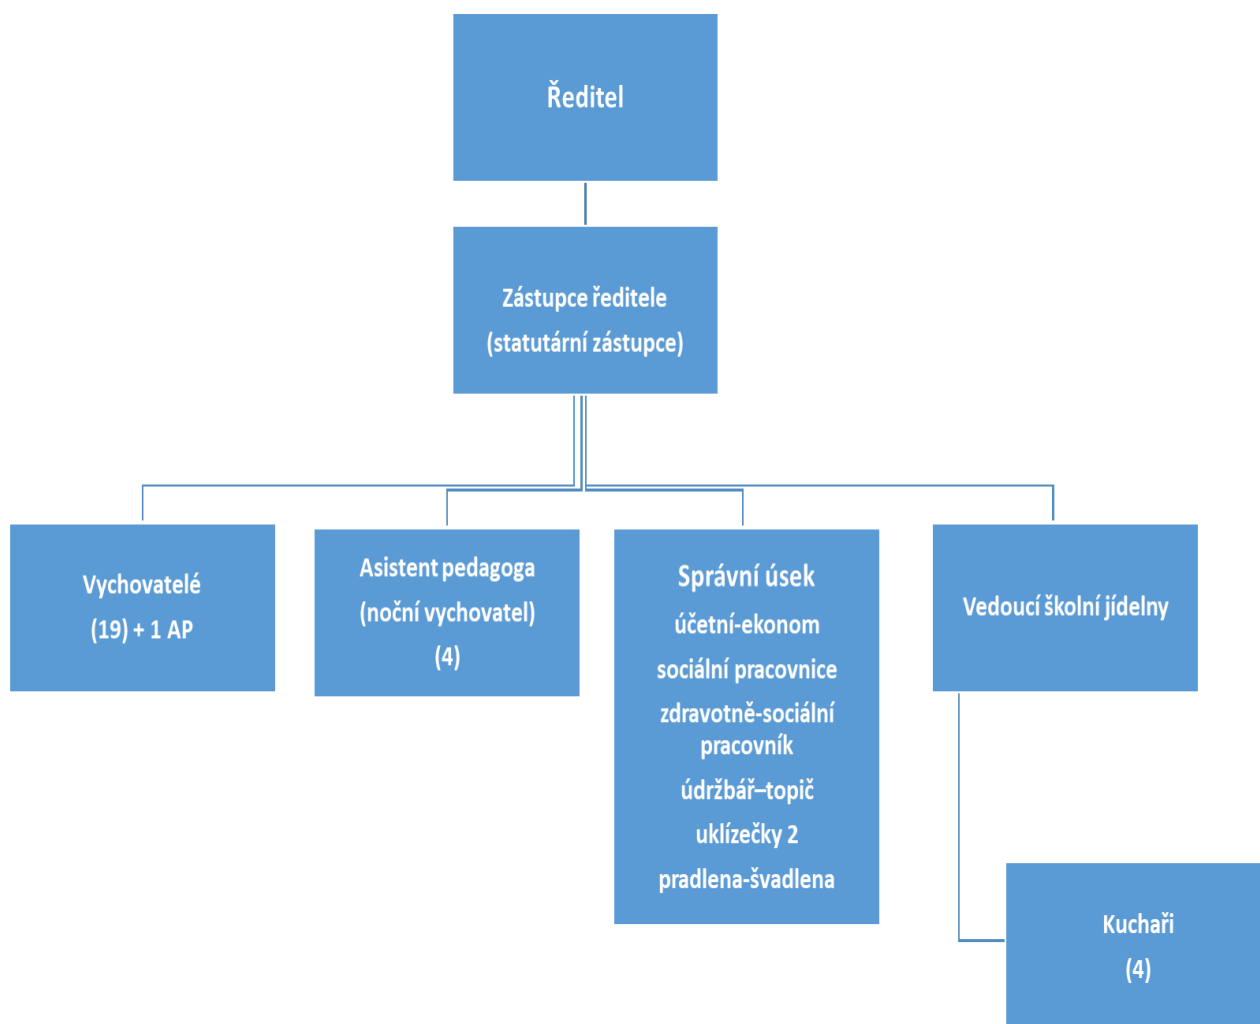 Ředitel
Zástupce ředitele
(statutární zástupce)
Vychovatelé
(19) + 1 AP
Asistent pedagoga
(noční vychovatel)
(4)
Správní úsek
účetní-ekonom
sociální pracovnice
zdravotně-sociální
pracovník
údržbář–topič
uklízečky 2
pradlena-švadlena
Vedoucí školní jídelny
Kuchaři
(4)